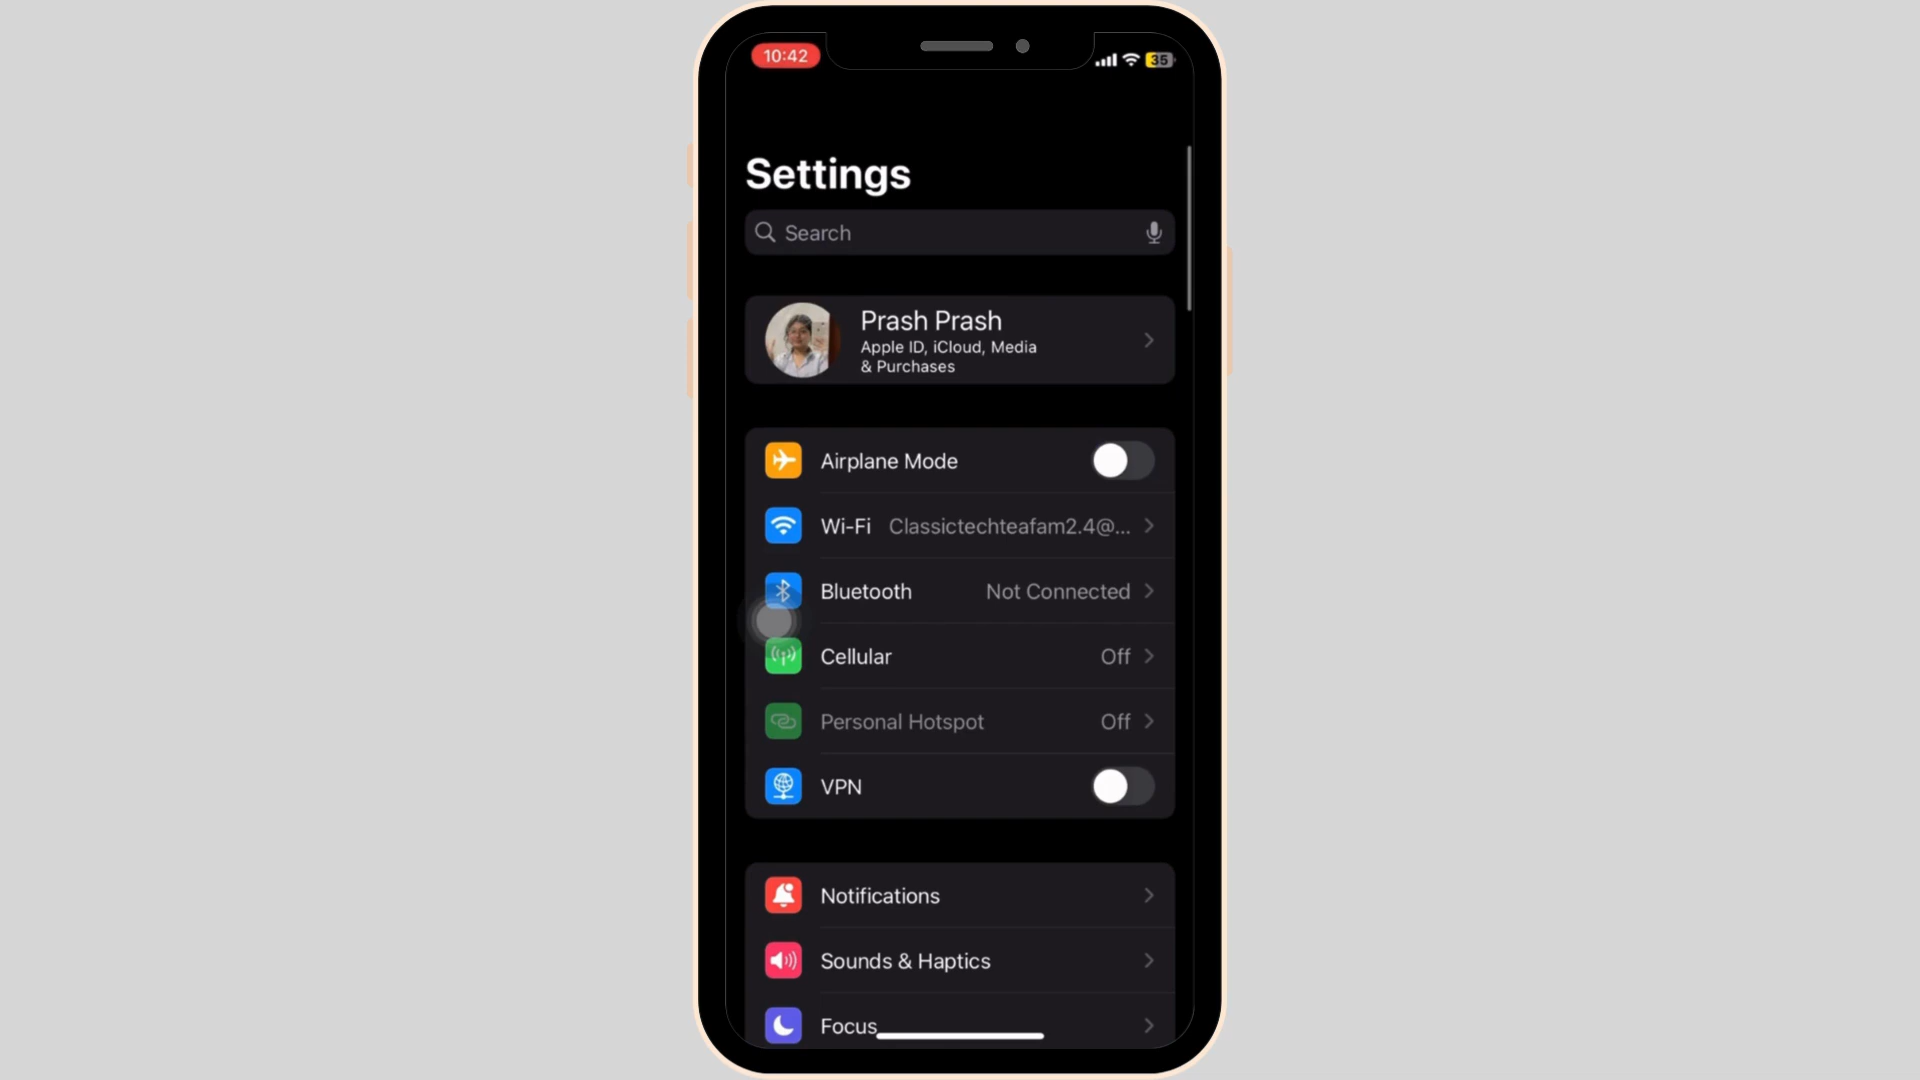 10:42
35
Settings
Search
Prash Prash
Apple ID, iCloud, Media
& Purchases
Airplane Mode
Wi-Fi Classictechteafam2.4@...
Bluetooth Not Connected
Cellular Off
Personal Hotspot Off
VPN
Notifications
Sounds & Haptics
Focus